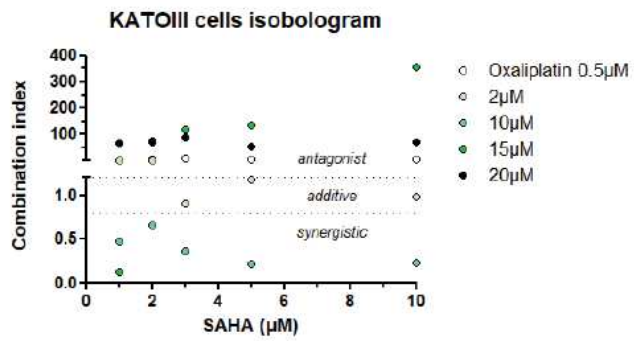 KATOIII cells isobologram
400
300
200
100
1.0
0.5
0.0
Combination index
antagonist
additive
synergistic
0
2
4
6
8
10
SAHA (µM)
Oxaliplatin 0.5µM
2µM
10µM
15µM
20µM